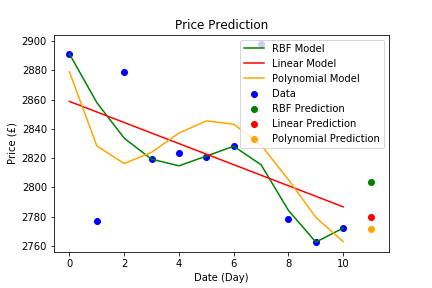 Price Prediction
2900
2880
2860
2840
2820
2800
2780
2760
Price (£)
RBF Model
Linear Model
Polynomial Model
Data
RBF Prediction
Linear Prediction
Polynomial Prediction
0 2 4 6 8 10
Date (Day)